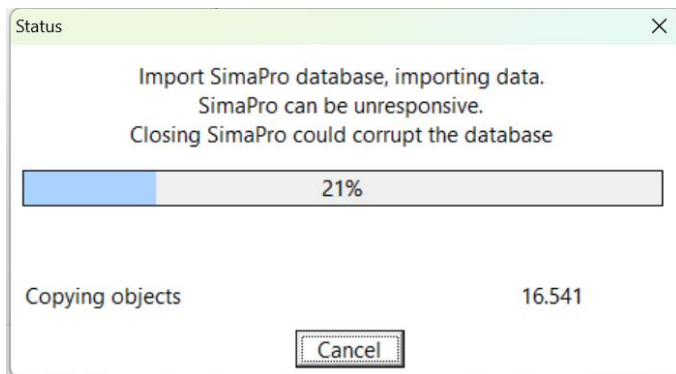 Status
Import SimaPro database, importing data.
SimaPro can be unresponsive.
Closing SimaPro could corrupt the database
21%
Copying objects 16.541
Cancel